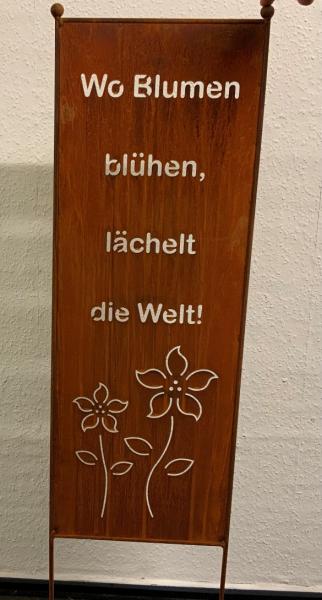 Wo Blumen
blühen,
lächelt
die Welt!